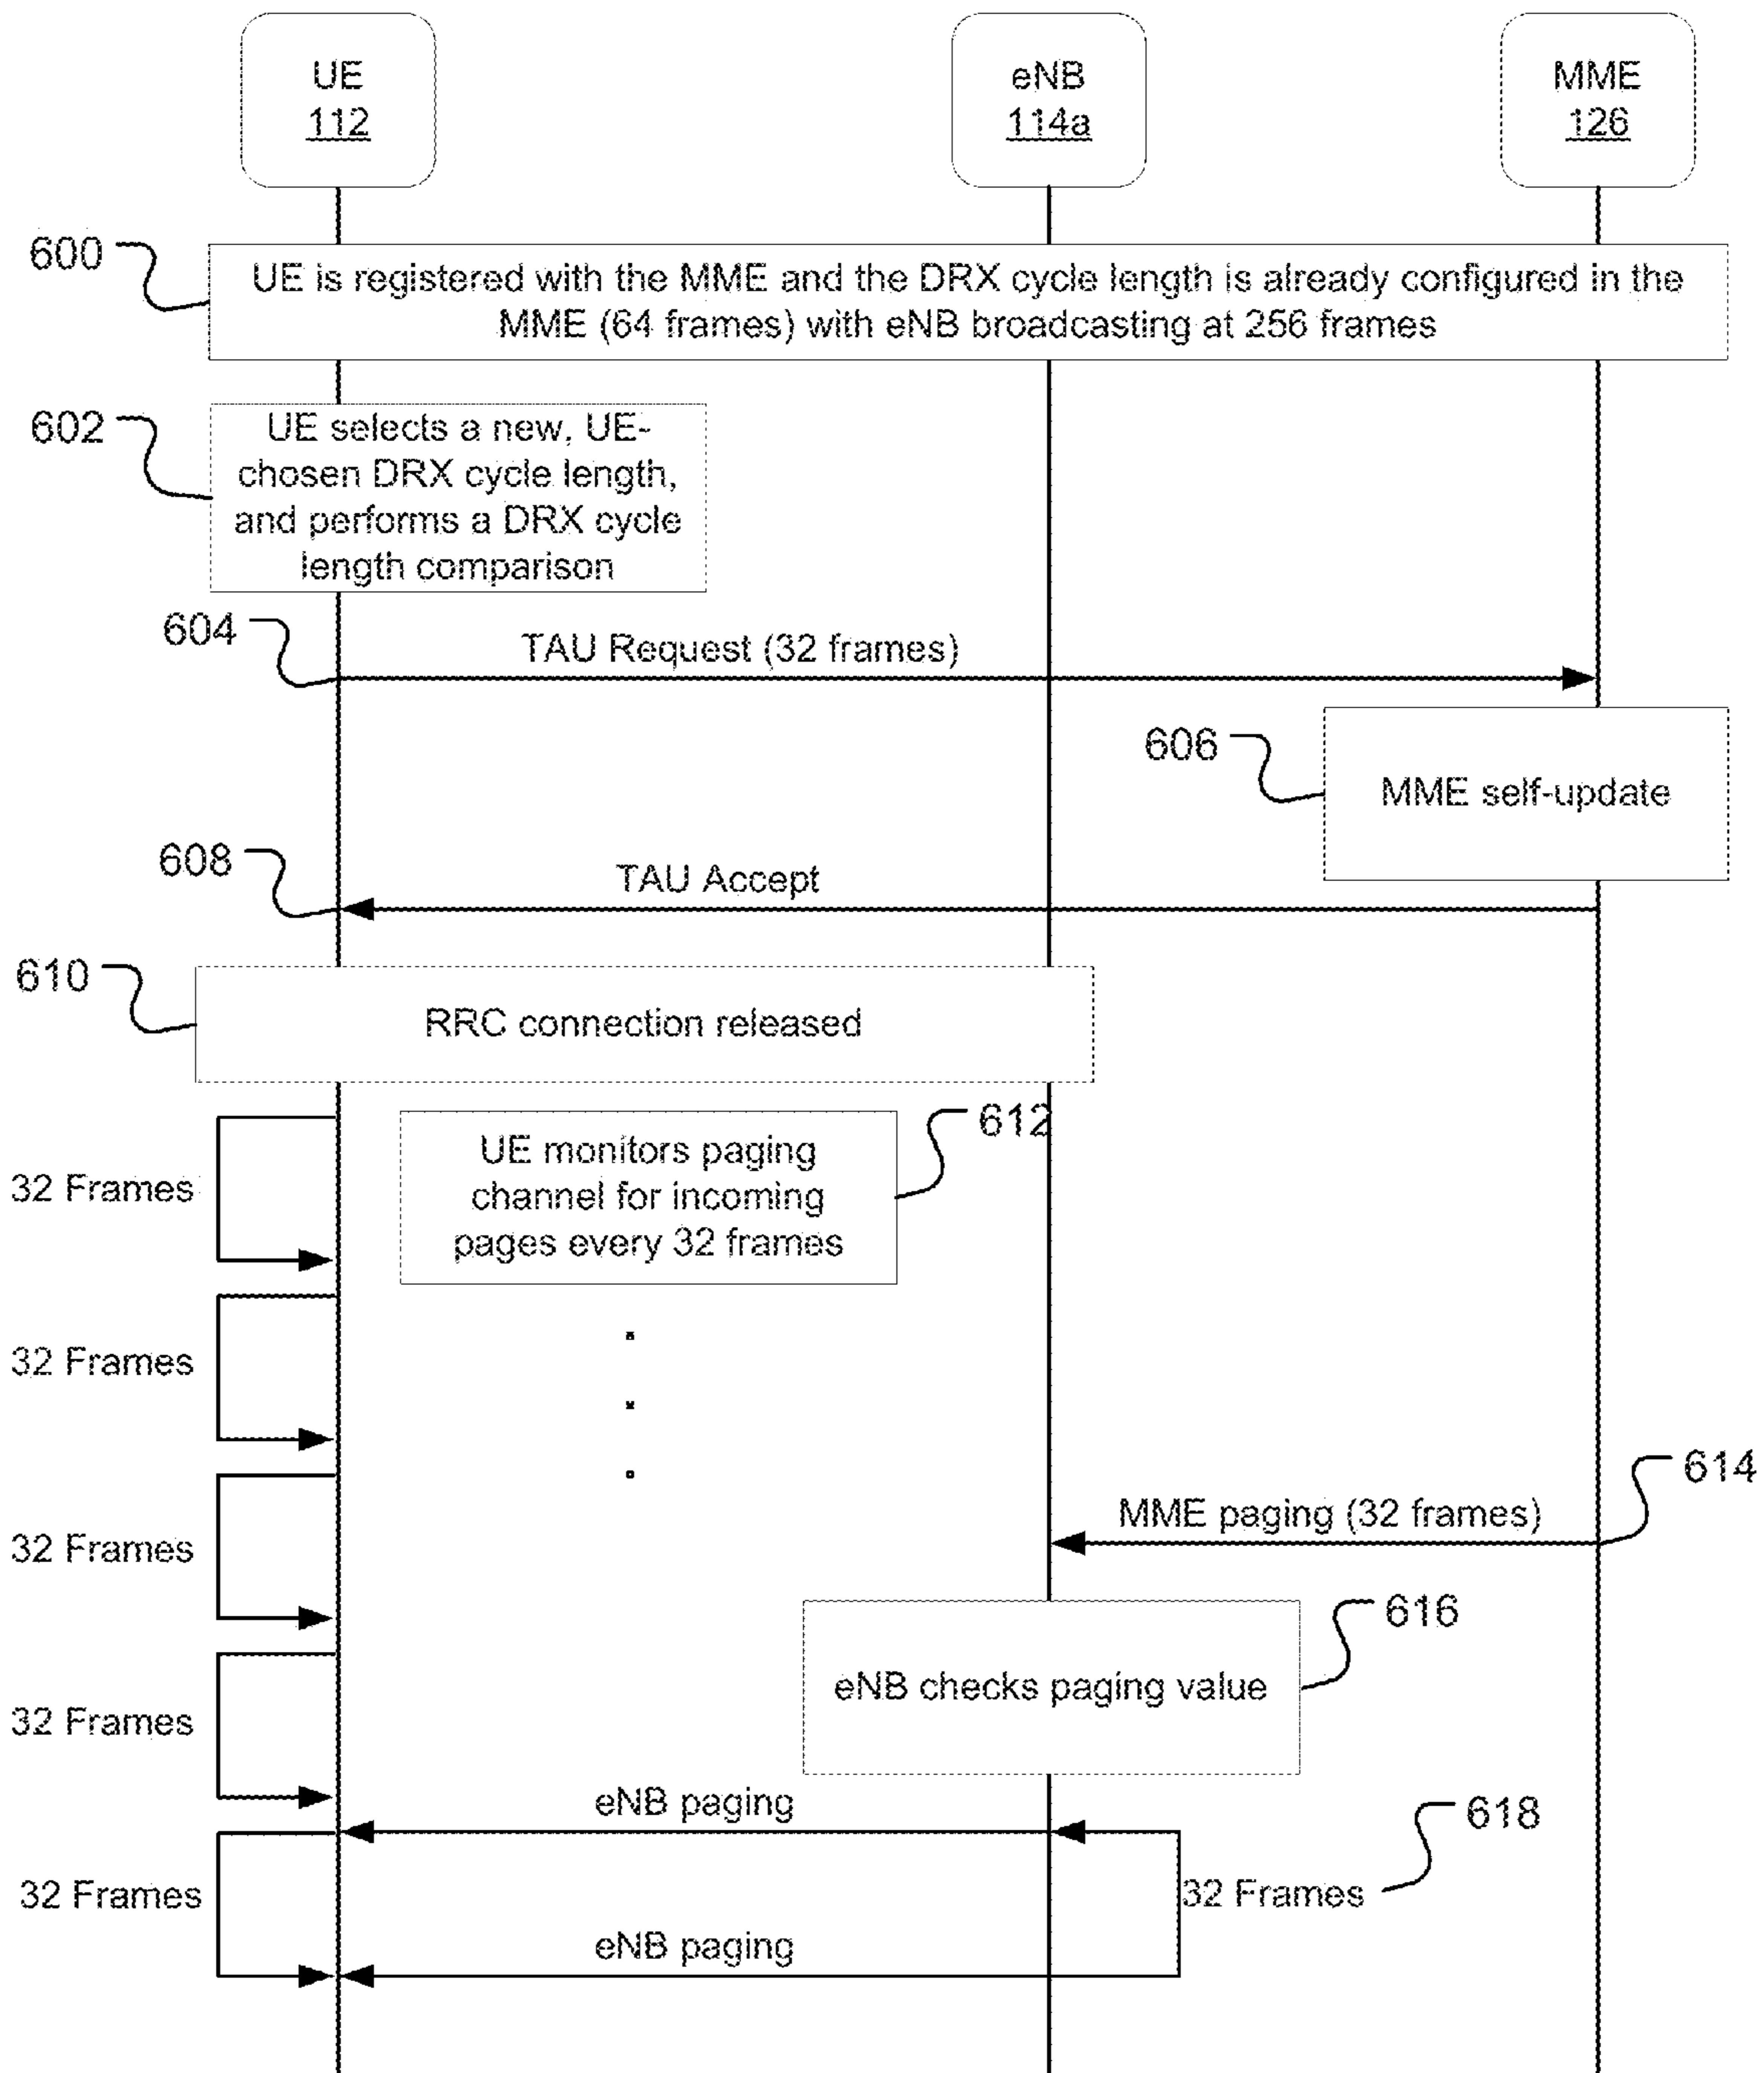 UE
112
eNB
114a
MME
126
600
UE is registered with the MME and the DRX cycle length is already configured in the
MME (64 frames) with eNB broadcasting at 256 frames
602
UE selects a new, UE-
chosen DRX cycle length,
and performs a DRX cycle
length comparison
604
TAU Request (32 frames)
606
MME self-update
608
TAU Accept
610
RRC connection released
612
UE monitors paging
channel for incoming
pages every 32 frames
32 Frames
32 Frames
614
MME paging (32 frames)
32 Frames
616
eNB checks paging value
32 Frames
eNB paging
618
32 Frames
32 Frames
eNB paging